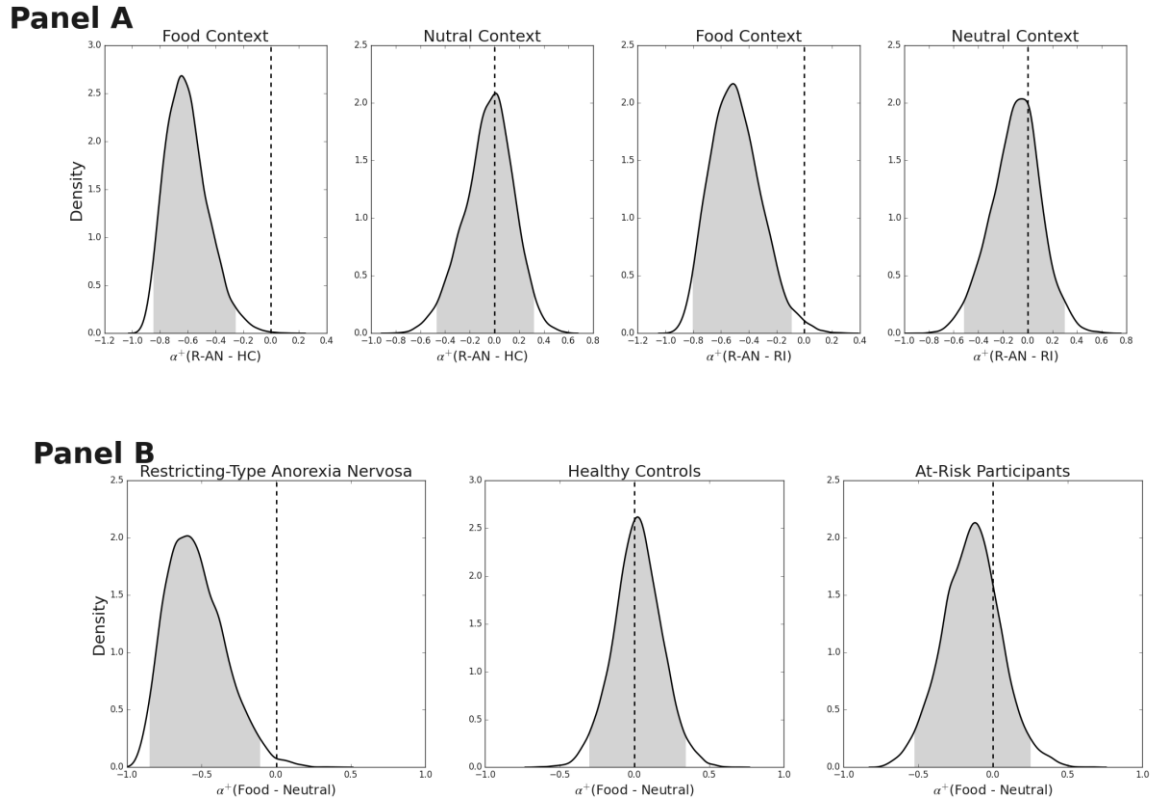 Panel A
Food Context
Nutral Context
Food Context
Neutral Context
3.0
2.5
2.0
1.5
1.0
0.5
0.0
Density
−1.2 −1.0 −0.8 −0.6 −0.4 −0.2 0.0 0.2 0.4
α⁺(R-AN - HC)
2.5
2.0
1.5
1.0
0.5
0.0
−1.0 −0.8 −0.6 −0.4 −0.2 0.0 0.2 0.4 0.6 0.8
α⁺(R-AN - HC)
2.5
2.0
1.5
1.0
0.5
0.0
−1.2 −1.0 −0.8 −0.6 −0.4 −0.2 0.0 0.2 0.4
α⁺(R-AN - RI)
2.5
2.0
1.5
1.0
0.5
0.0
−1.0 −0.8 −0.6 −0.4 −0.2 0.0 0.2 0.4 0.6 0.8
α⁺(R-AN - RI)
Panel B
Restricting-Type Anorexia Nervosa
Healthy Controls
At-Risk Participants
2.5
2.0
1.5
1.0
0.5
0.0
Density
−1.0 −0.5 0.0 0.5 1.0
α⁺(Food - Neutral)
3.0
2.5
2.0
1.5
1.0
0.5
0.0
−1.0 −0.5 0.0 0.5 1.0
α⁺(Food - Neutral)
2.5
2.0
1.5
1.0
0.5
0.0
−1.0 −0.5 0.0 0.5 1.0
α⁺(Food - Neutral)